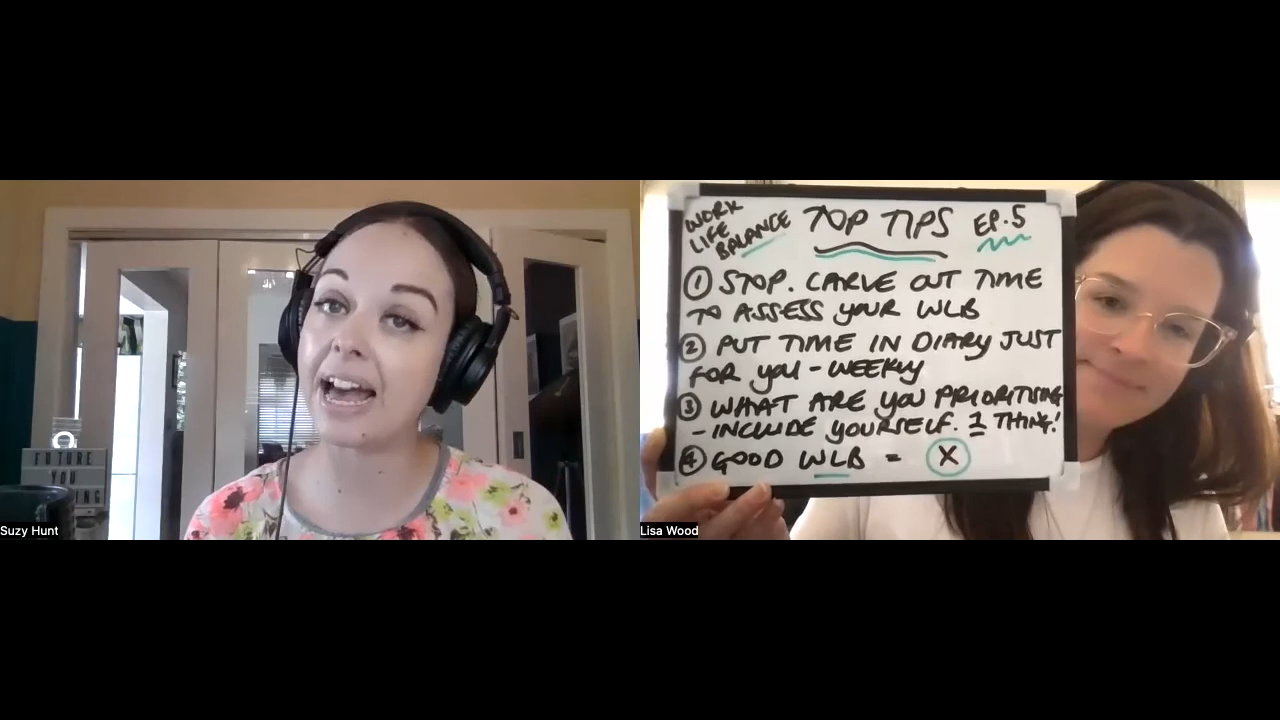 WORK
LIFE
BALANCE
TOP TIPS EP.5
① STOP. CARVE OUT TIME
TO ASSESS YOUR WLB
② PUT TIME IN DIARY JUST
FOR YOU - WEEKLY
③ WHAT ARE YOU PRIORITISING
- INCLUDE YOURSELF. 1 THING!
④ GOOD WLB = X
FUTURE
YOU
Suzy Hunt
Lisa Wood